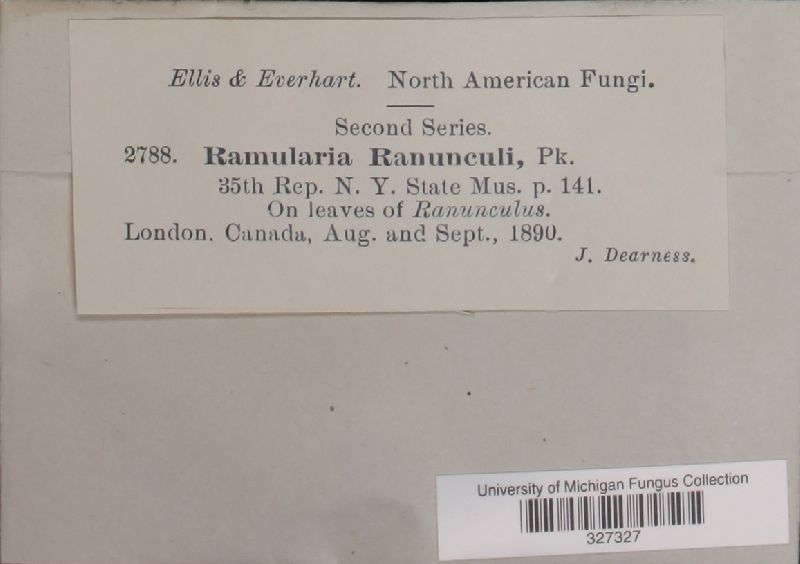 Ellis & Everhart. North American Fungi.
Second Series.
2788. Ramularia Ranunculi, Pk.
35th Rep. N. Y. State Mus. p. 141.
On leaves of Ranunculus.
London. Canada, Aug. and Sept., 1890.
J. Dearness.
University of Michigan Fungus Collection
327327